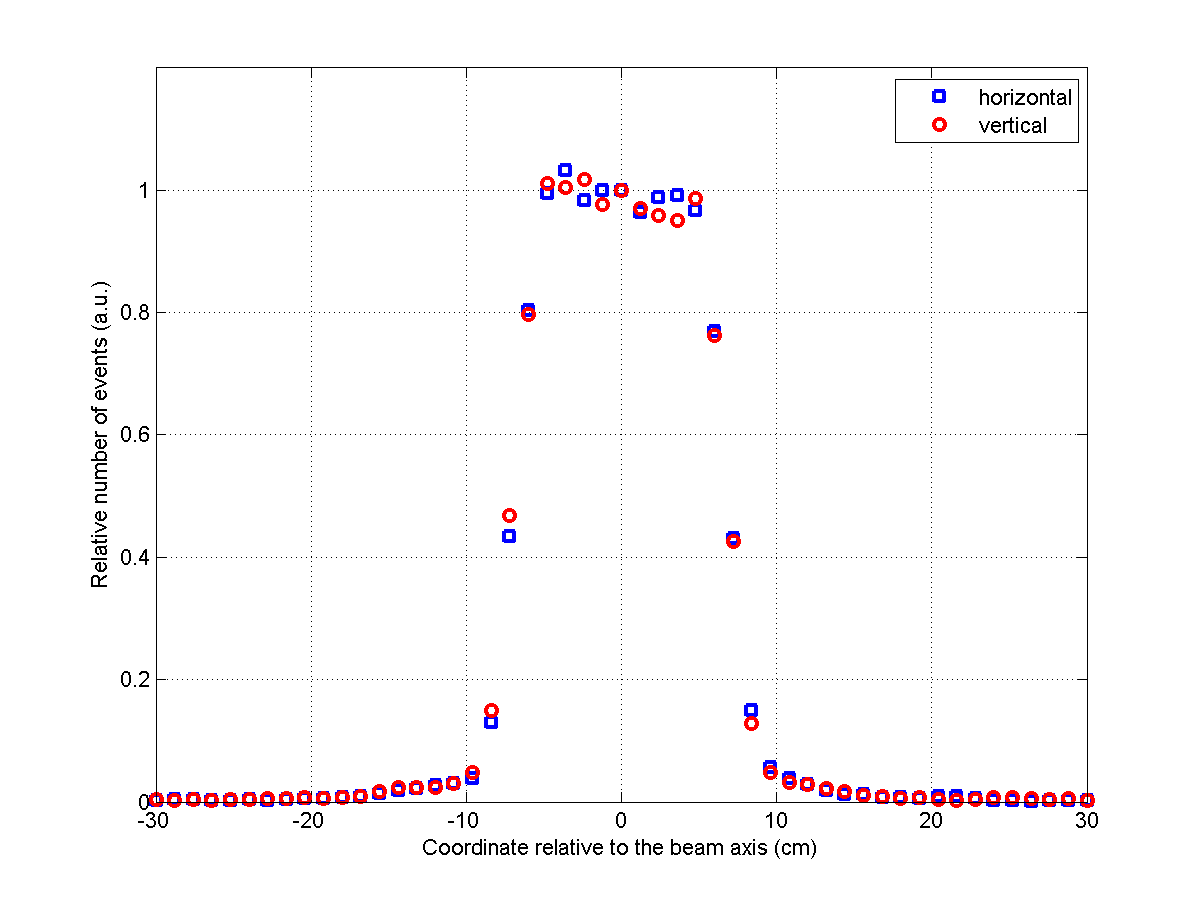 horizontal
vertical
1
0.8
0.6
0.4
0.2
0
Relative number of events (a.u.)
-30 -20 -10 0 10 20 30
Coordinate relative to the beam axis (cm)